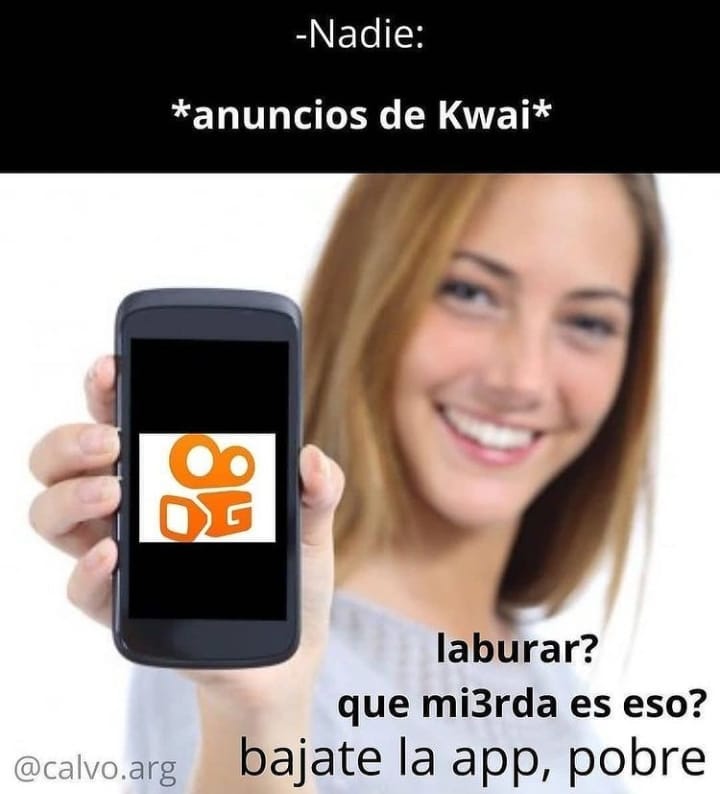 -Nadie:
*anuncios de Kwai*
laburar?
que mi3rda es eso?
bajate la app, pobre
@calvo.arg